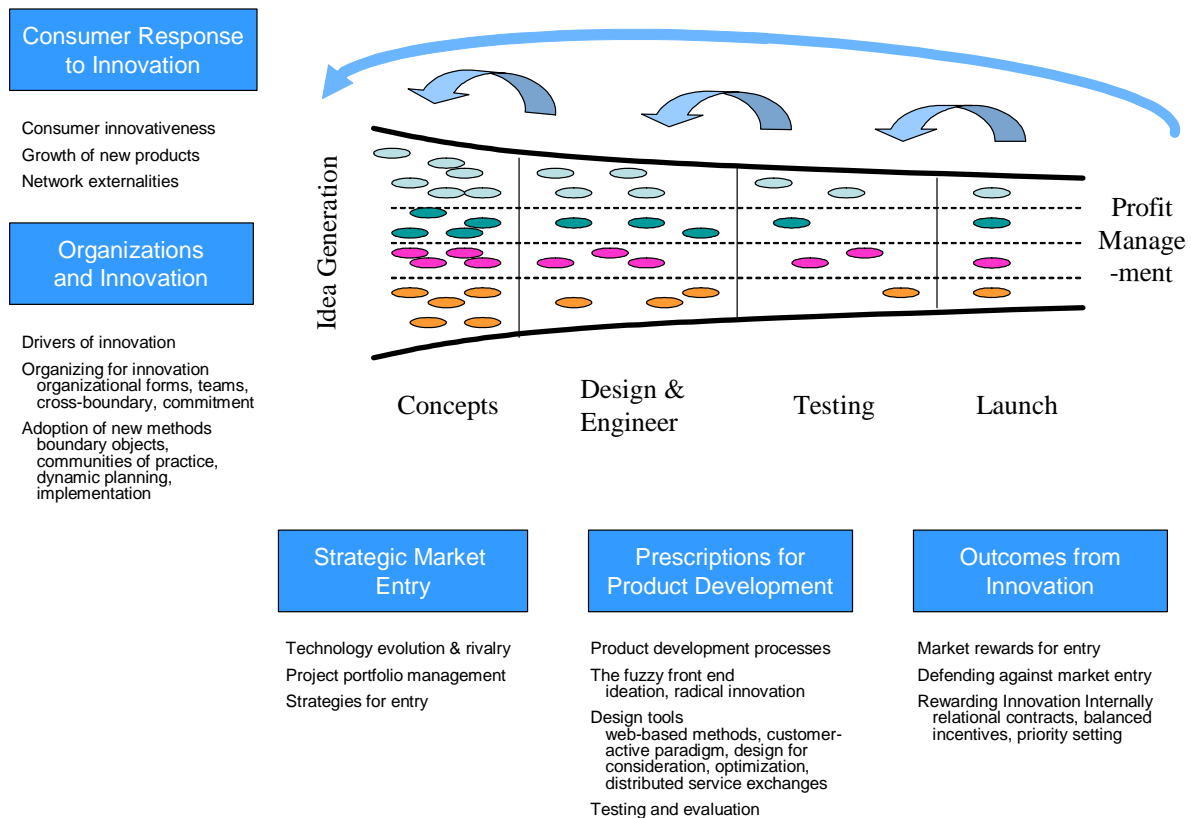 Consumer Response
to Innovation
Consumer innovativeness
Growth of new products
Network externalities
Organizations
and Innovation
Drivers of innovation
Organizing for innovation
organizational forms, teams,
cross-boundary, commitment
Adoption of new methods
boundary objects,
communities of practice,
dynamic planning,
implementation
Idea Generation
Profit
Manage
-ment
Concepts
Design &
Engineer
Testing
Launch
Strategic Market
Entry
Technology evolution & rivalry
Project portfolio management
Strategies for entry
Prescriptions for
Product Development
Product development processes
The fuzzy front end
ideation, radical innovation
Design tools
web-based methods, customer-
active paradigm, design for
consideration, optimization,
distributed service exchanges
Testing and evaluation
Outcomes from
Innovation
Market rewards for entry
Defending against market entry
Rewarding Innovation Internally
relational contracts, balanced
incentives, priority setting